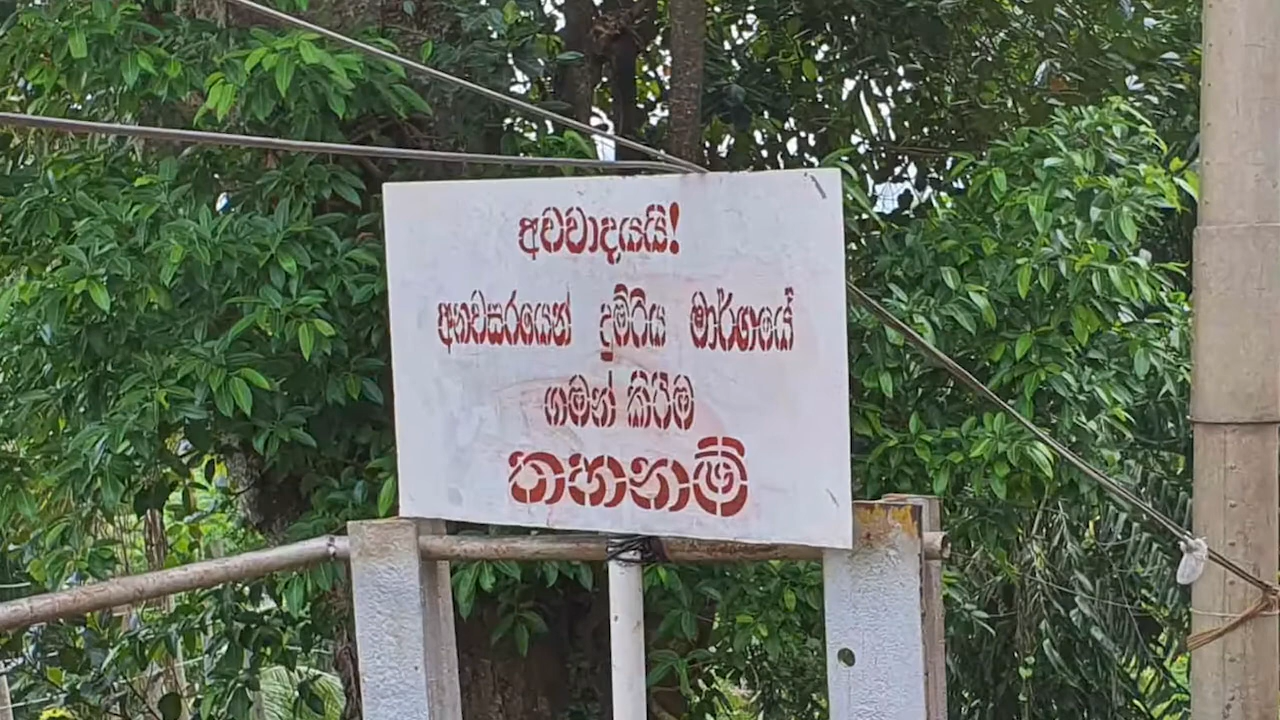 අවවාදයයි!
අනවසරයෙන් දුම්රිය මාර්ගයේ
ගමන් කිරීම
තහනම්